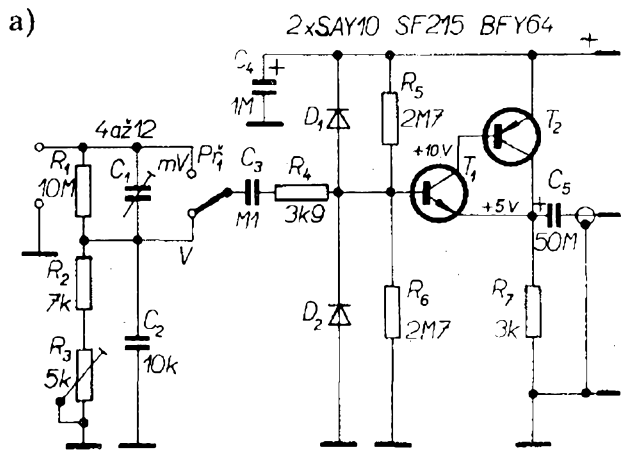 a)
2xSAY10 SF215 BFY64
+
C4
+
1M
R5
2M7
D1
T2
4až12
R1
10M
C1
mV
Př1
C3
M1
R4
3k9
+10V
T1
+5V
+
C5
50M
V
R2
7k
C2
10k
R3
5k
D2
R6
2M7
R7
3k